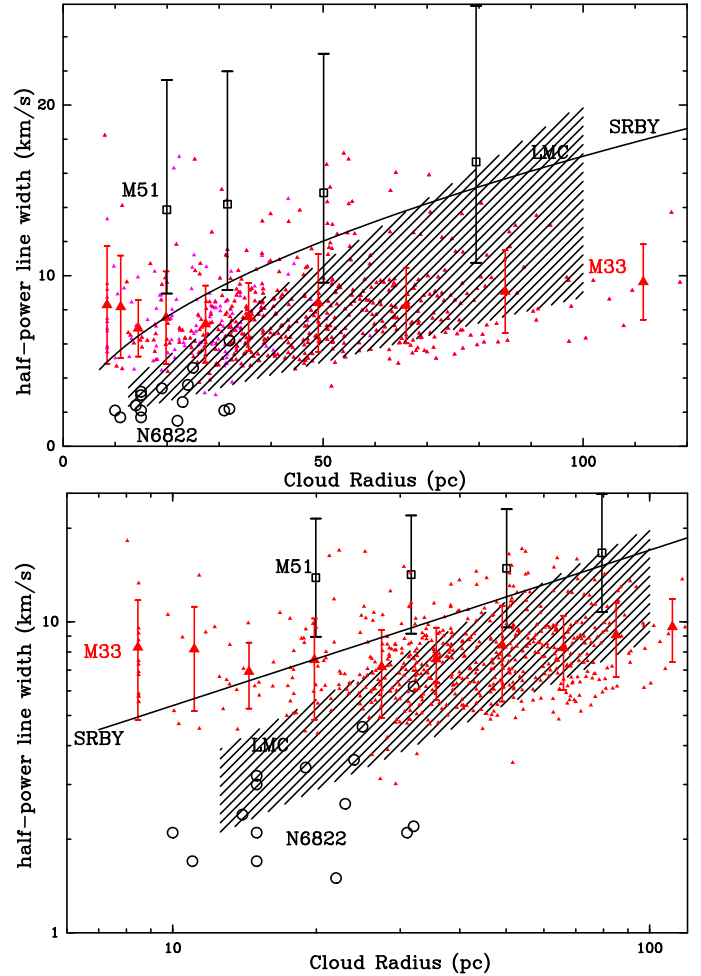 20
SRBY
LMC
M51
10
M33
N6822
0
0 50 100
Cloud Radius (pc)
half-power line width (km/s)
M51
10
M33
SRBY
LMC
N6822
1
10 100
Cloud Radius (pc)
half-power line width (km/s)